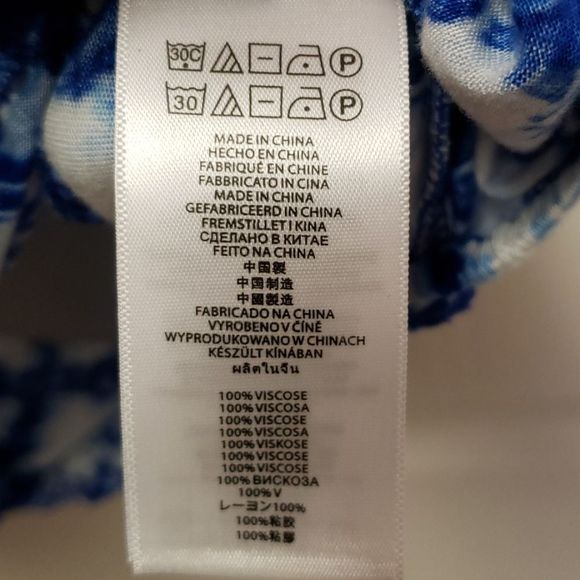 30C P
30 P
MADE IN CHINA
HECHO EN CHINA
FABRIQUÉ EN CHINE
FABBRICATO IN CINA
MADE IN CHINA
GEFABRICEERD IN CHINA
FREMSTILLET I KINA
СДЕЛАНО В КИТАЕ
FEITO NA CHINA
中国製
中国制造
中國製造
FABRICADO NA CHINA
VYROBENO V ČÍNĚ
WYPRODUKOWANO W CHINACH
KÉSZÜLT KÍNÁBAN
ผลิตในจีน
100% VISCOSE
100% VISCOSA
100% VISCOSE
100% VISCOSA
100% VISKOSE
100% VISCOSE
100% VISCOSE
100% ВИСКОЗА
100% V
レーヨン100%
100%粘胶
100%粘膠